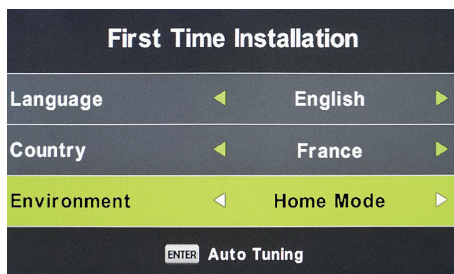 First Time Installation
Language English
Country France
Environment Home Mode
ENTER Auto Tuning